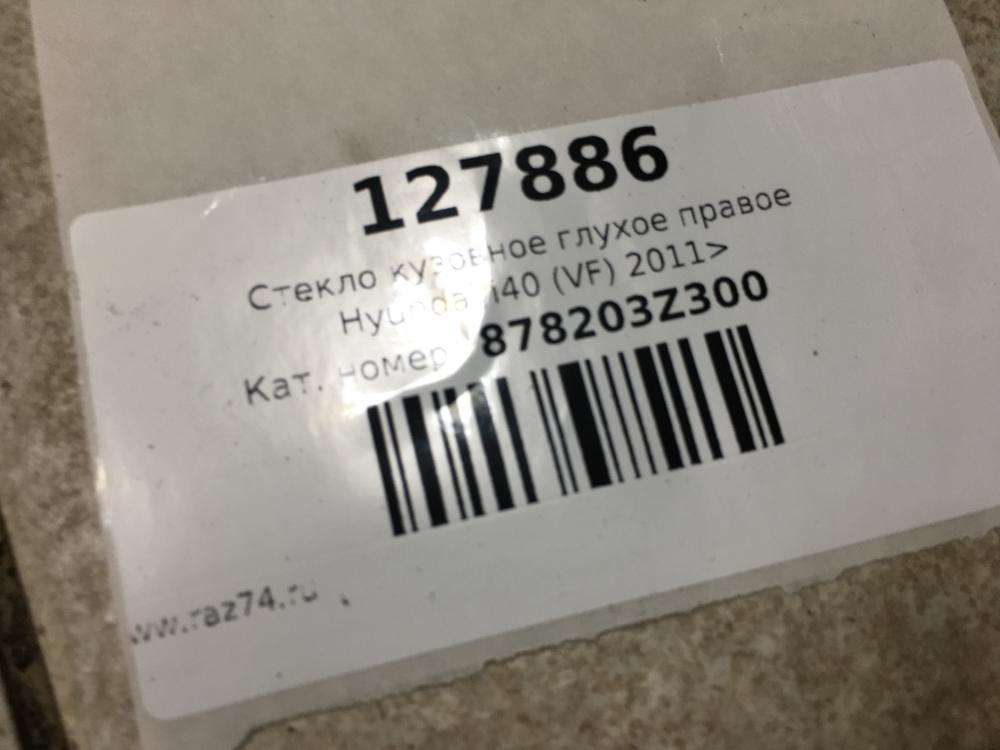 127886
Стекло кузовное глухое правое
Hyundai i40 (VF) 2011>
Кат. номер: 878203Z300
www.raz74.ru